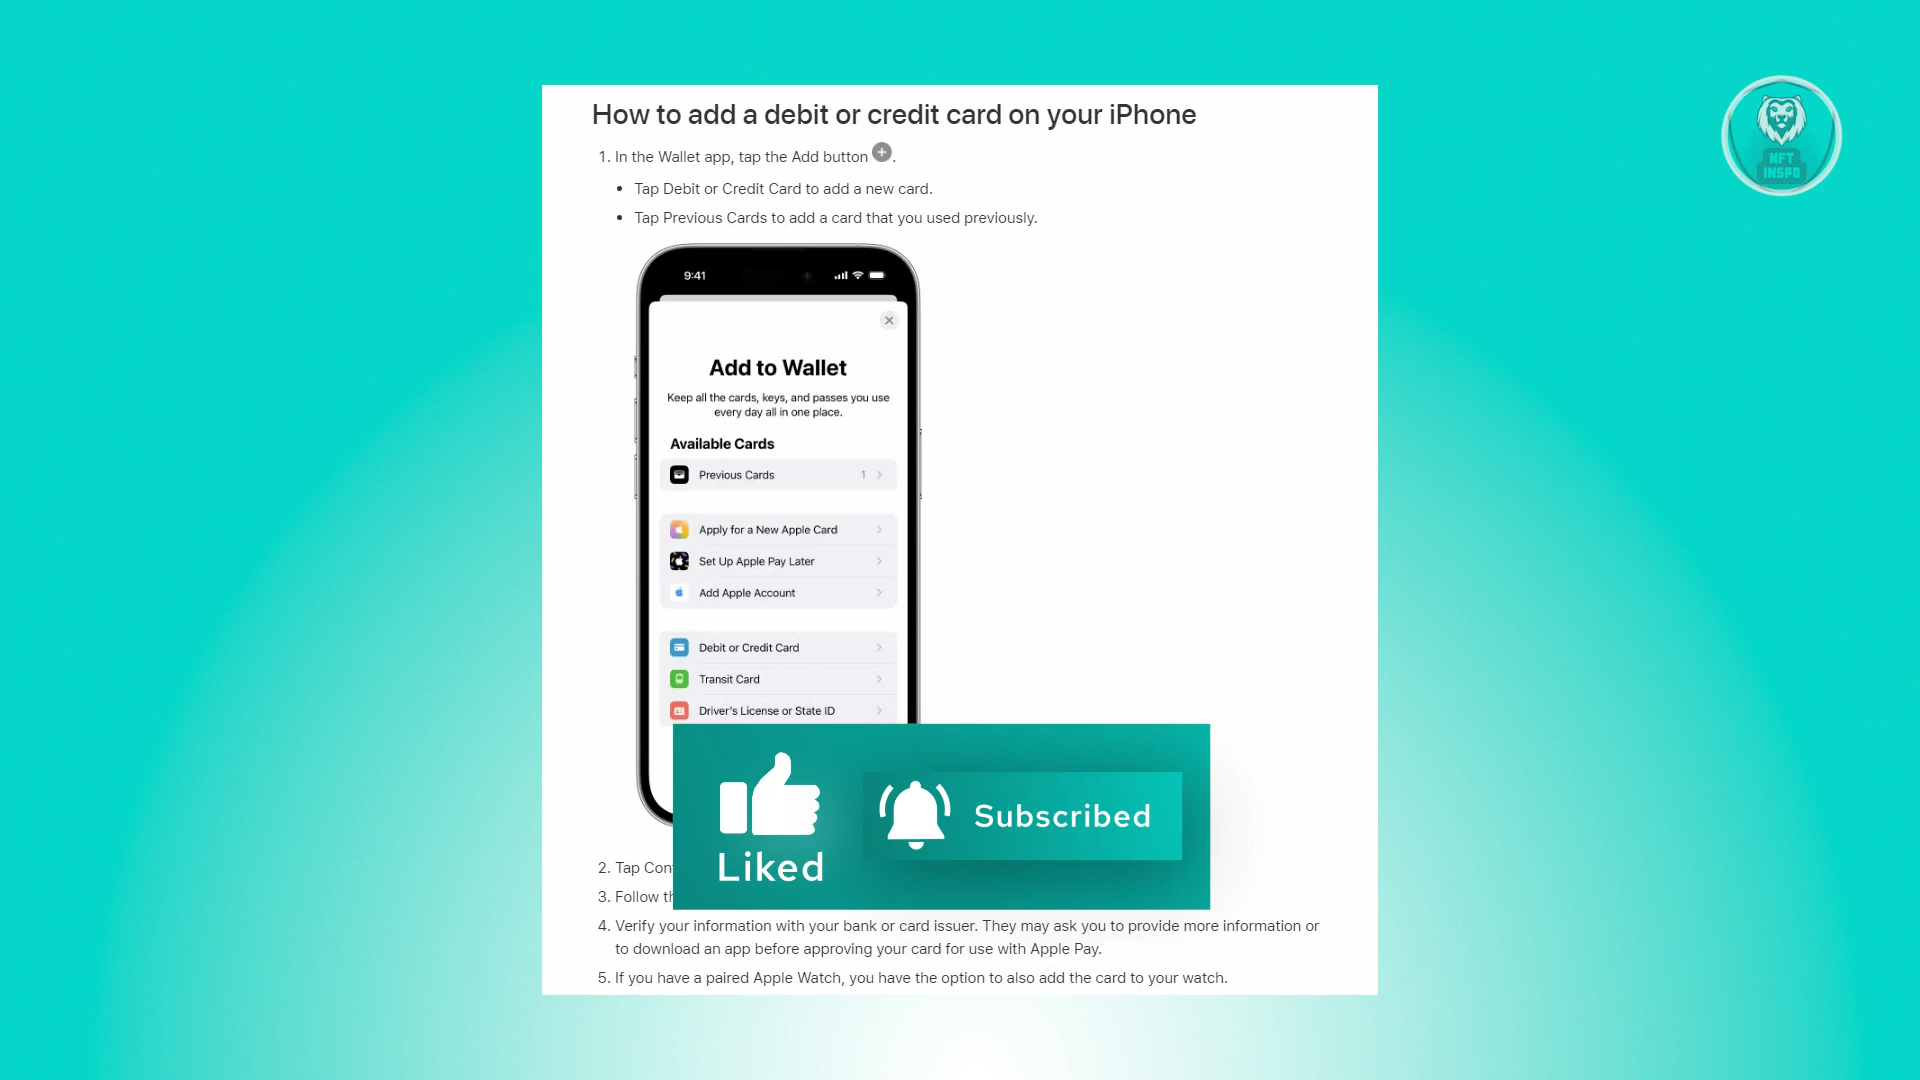 How to add a debit or credit card on your iPhone
1. In the Wallet app, tap the Add button +.
• Tap Debit or Credit Card to add a new card.
• Tap Previous Cards to add a card that you used previously.
9:41
Add to Wallet
Keep all the cards, keys, and passes you use
every day all in one place.
Available Cards
Previous Cards 1
Apply for a New Apple Card
Set Up Apple Pay Later
Add Apple Account
Debit or Credit Card
Transit Card
Driver's License or State ID
Liked
Subscribed
2. Tap
3. Follow
4. Verify your information with your bank or card issuer. They may ask you to provide more information or
to download an app before approving your card for use with Apple Pay.
5. If you have a paired Apple Watch, you have the option to also add the card to your watch.
NFT
INSPO